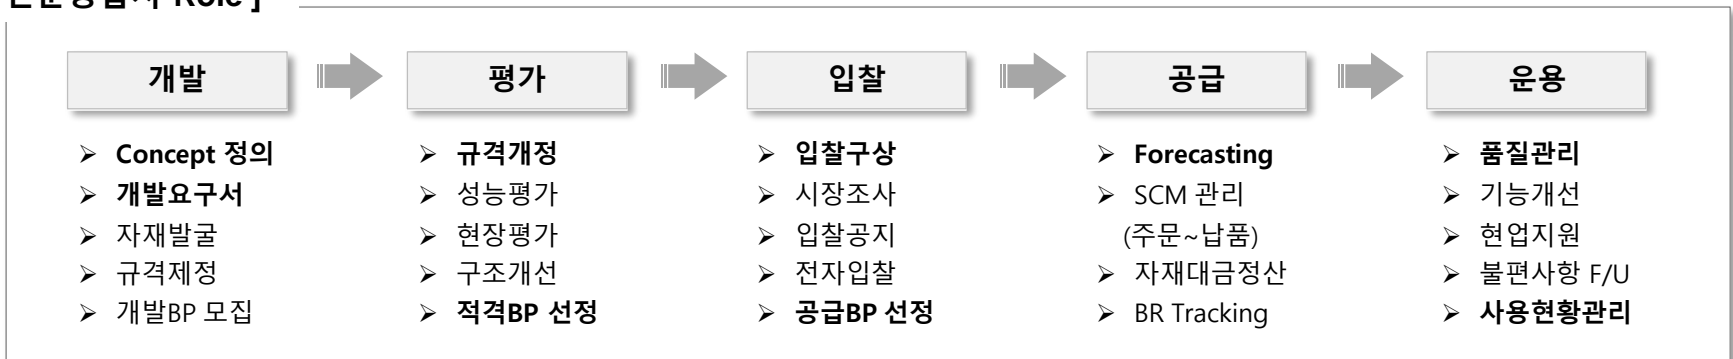 Role ]
개발
평가
입찰
공급
운용
➢ Concept 정의
➢ 개발요구서
➢ 자재발굴
➢ 규격제정
➢ 개발BP 모집
➢ 규격개정
➢ 성능평가
➢ 현장평가
➢ 구조개선
➢ 적격BP 선정
➢ 입찰구상
➢ 시장조사
➢ 입찰공지
➢ 전자입찰
➢ 공급BP 선정
➢ Forecasting
➢ SCM 관리
(주문~납품)
➢ 자재대금정산
➢ BR Tracking
➢ 품질관리
➢ 기능개선
➢ 현업지원
➢ 불편사항 F/U
➢ 사용현황관리